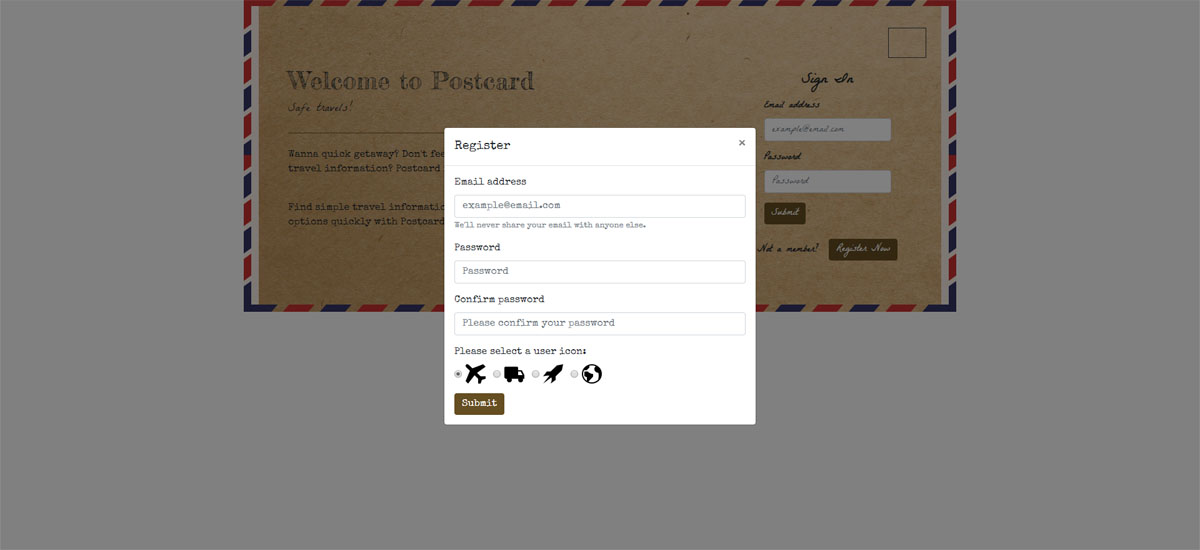 Welcome to Postcard
Safe travels!
Wanna quick getaway? Don't fee
travel information? Postcard
Find simple travel informatio
options quickly with Postcard
Sign In
Email address
example@email.com
Password
Password
Submit
Not a member?
Register Now
Register
×
Email address
example@email.com
We'll never share your email with anyone else.
Password
Password
Confirm password
Please confirm your password
Please select a user icon:
Submit